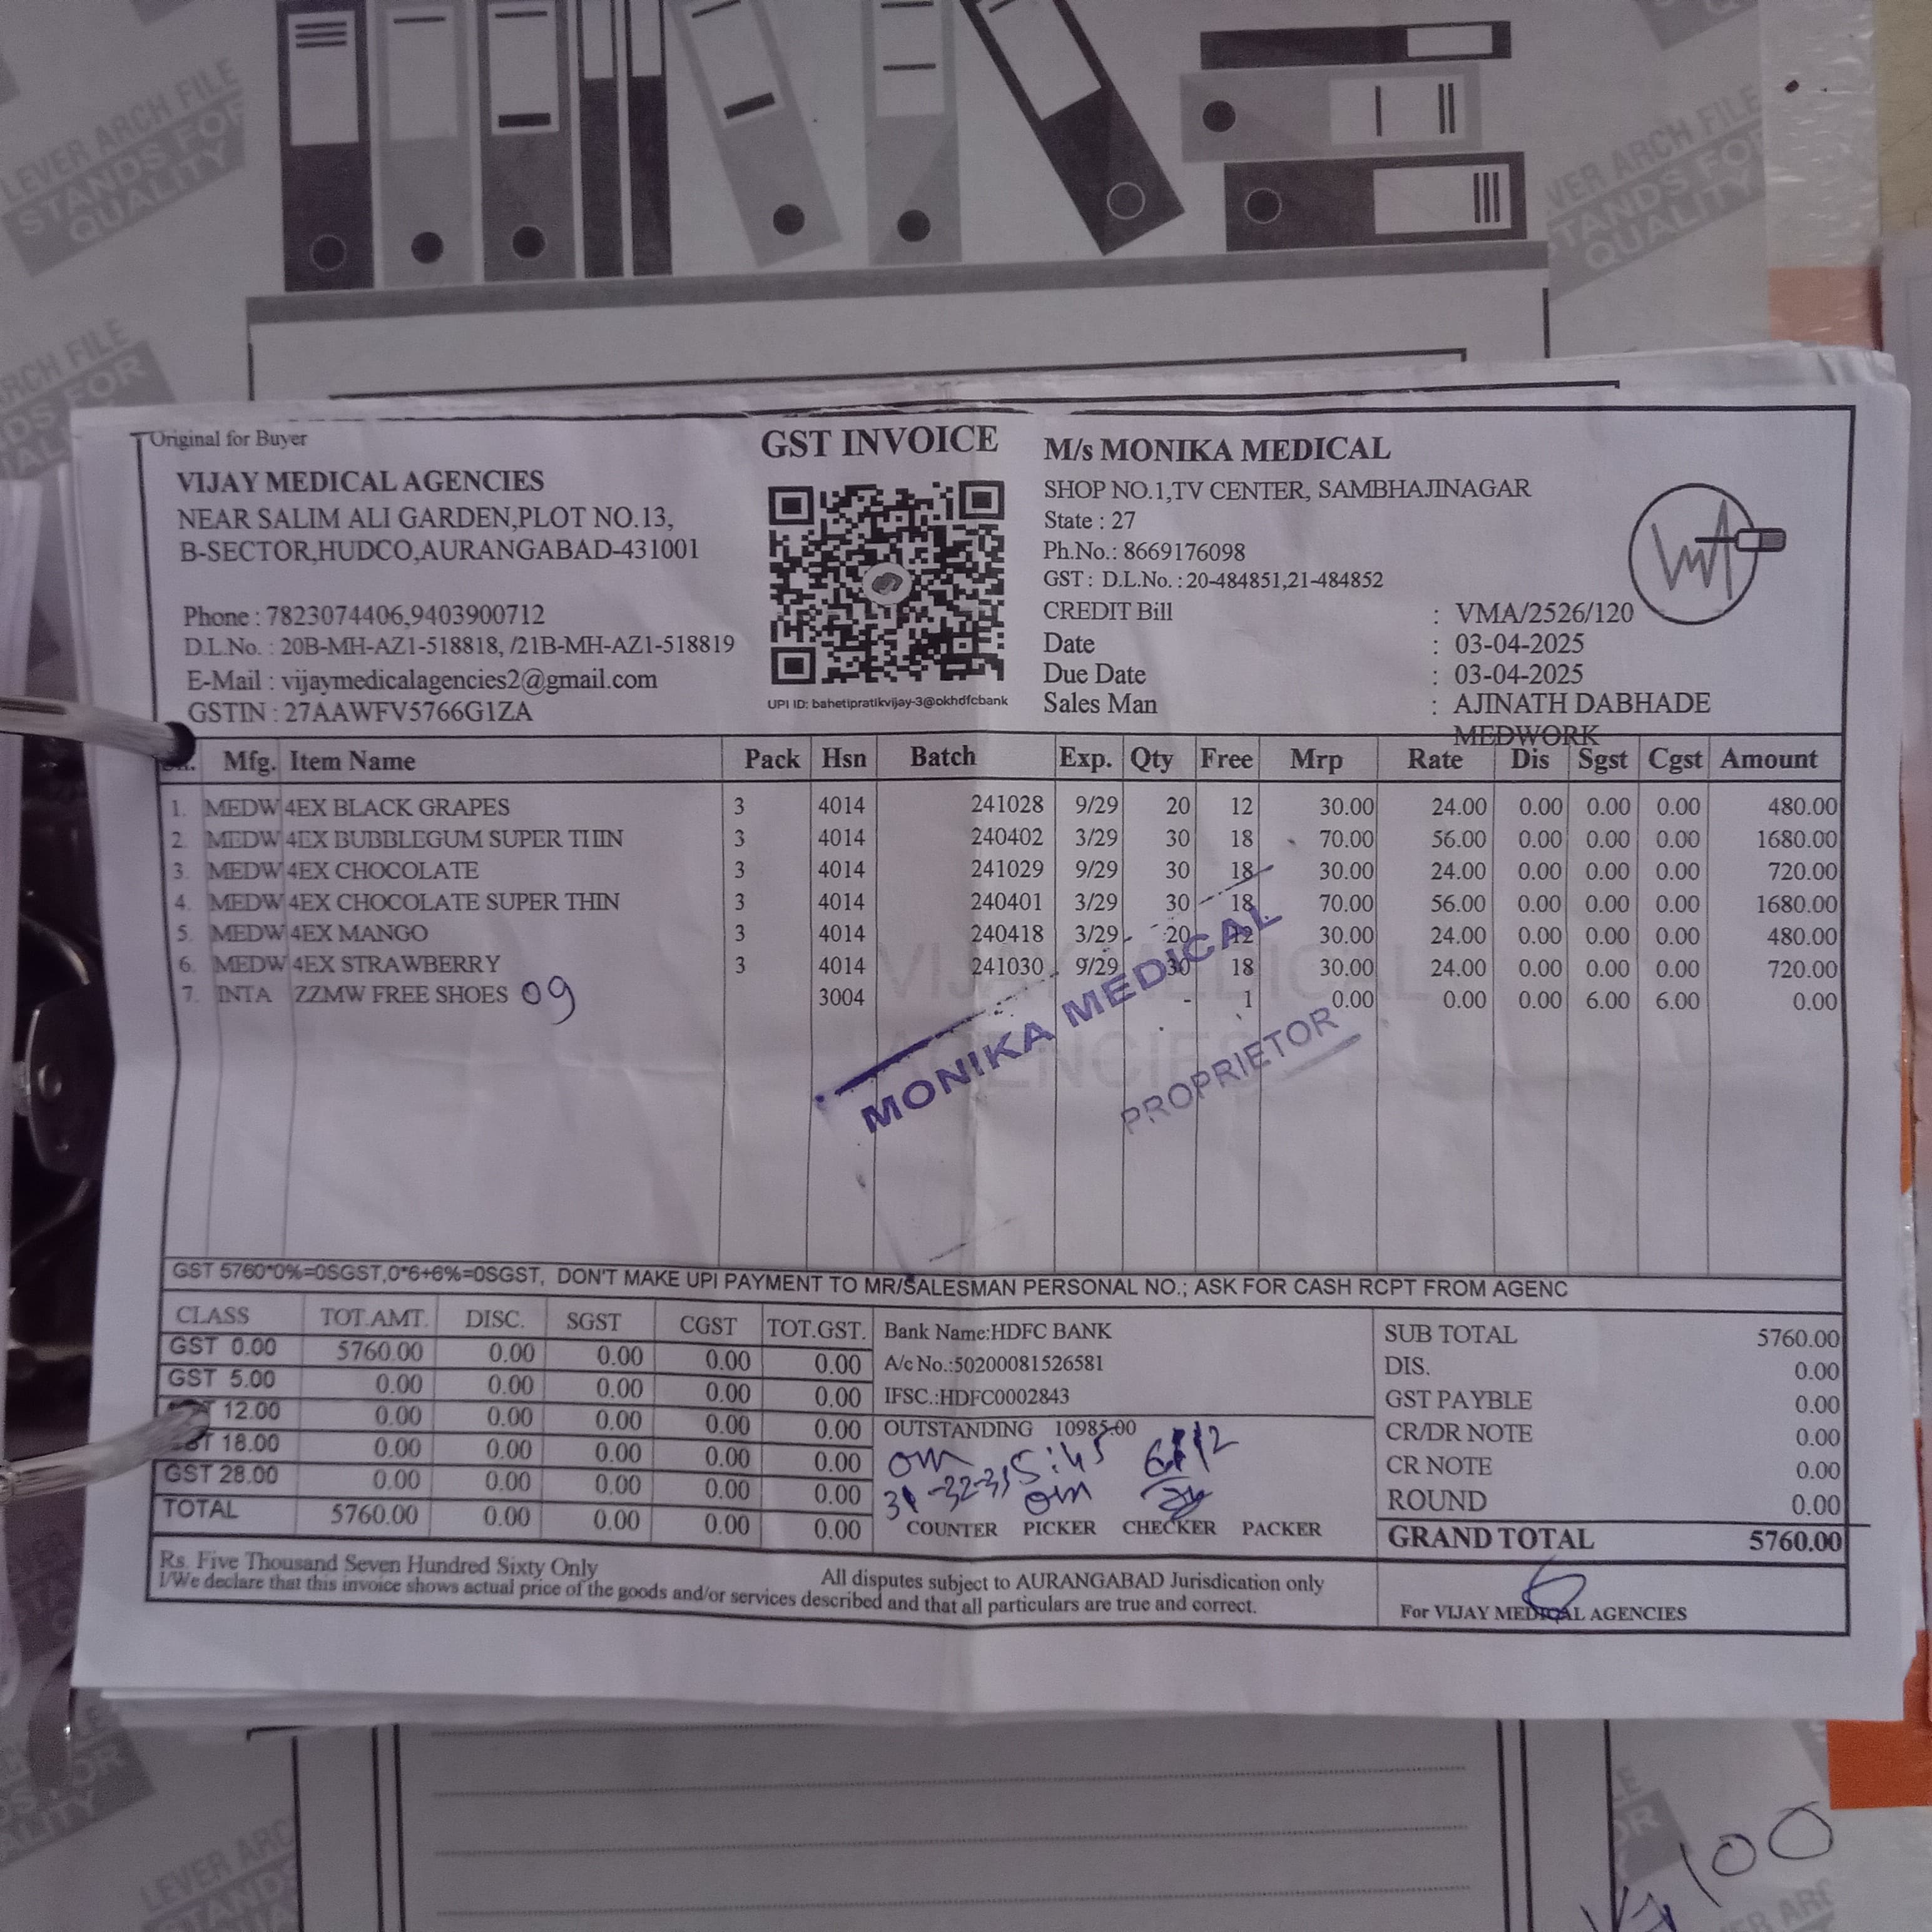 LEVER ARCH FILE
STANDS FOR
QUALITY
Original for Buyer
GST INVOICE
VIJAY MEDICAL AGENCIES
NEAR SALIM ALI GARDEN,PLOT NO.13,
B-SECTOR,HUDCO,AURANGABAD-431001
Phone : 7823074406,9403900712
D.L.No. : 20B-MH-AZ1-518818, /21B-MH-AZ1-518819
E-Mail : vijaymedicalagencies2@gmail.com
GSTIN : 27AAWFV5766G1ZA
UPI ID: bahetipratikvijay-3@okhdfcbank
M/s MONIKA MEDICAL
SHOP NO.1,TV CENTER, SAMBHAJINAGAR
State : 27
Ph.No.: 8669176098
GST : D.L.No. : 20-484851,21-484852
CREDIT Bill : VMA/2526/120
Date : 03-04-2025
Due Date : 03-04-2025
Sales Man : AJINATH DABHADE
MEDWORK
Mfg. Item Name Pack Hsn Batch Exp. Qty Free Mrp Rate Dis Sgst Cgst Amount
1. MEDW 4EX BLACK GRAPES 3 4014 241028 9/29 20 12 30.00 24.00 0.00 0.00 0.00 480.00
2. MEDW 4EX BUBBLEGUM SUPER THIN 3 4014 240402 3/29 30 18 70.00 56.00 0.00 0.00 0.00 1680.00
3. MEDW 4EX CHOCOLATE 3 4014 241029 9/29 30 18 30.00 24.00 0.00 0.00 0.00 720.00
4. MEDW 4EX CHOCOLATE SUPER THIN 3 4014 240401 3/29 30 18 70.00 56.00 0.00 0.00 0.00 1680.00
5. MEDW 4EX MANGO 3 4014 240418 3/29 20 12 30.00 24.00 0.00 0.00 0.00 480.00
6. MEDW 4EX STRAWBERRY 3 4014 241030 9/29 30 18 30.00 24.00 0.00 0.00 0.00 720.00
7. INTA ZZMW FREE SHOES 09 3004 - 1 0.00 0.00 0.00 6.00 6.00 0.00
VIJAY MEDICAL
AGENCIES
MONIKA MEDICAL
PROPRIETOR
GST 5760*0%=0SGST,0*6+6%=0SGST, DON'T MAKE UPI PAYMENT TO MR/SALESMAN PERSONAL NO.; ASK FOR CASH RCPT FROM AGENC
CLASS TOT.AMT. DISC. SGST CGST TOT.GST.
GST 0.00 5760.00 0.00 0.00 0.00 0.00
GST 5.00 0.00 0.00 0.00 0.00 0.00
12.00 0.00 0.00 0.00 0.00 0.00
18.00 0.00 0.00 0.00 0.00 0.00
GST 28.00 0.00 0.00 0.00 0.00 0.00
TOTAL 5760.00 0.00 0.00 0.00 0.00
Bank Name:HDFC BANK
A/c No.:50200081526581
IFSC.:HDFC0002843
OUTSTANDING 10985.00
om 5:45
om
COUNTER PICKER CHECKER PACKER
SUB TOTAL 5760.00
DIS. 0.00
GST PAYBLE 0.00
CR/DR NOTE 0.00
CR NOTE 0.00
ROUND 0.00
GRAND TOTAL 5760.00
Rs. Five Thousand Seven Hundred Sixty Only
All disputes subject to AURANGABAD Jurisdication only
I/We declare that this invoice shows actual price of the goods and/or services described and that all particulars are true and correct.
For VIJAY MEDICAL AGENCIES
100
LEVER ARCH